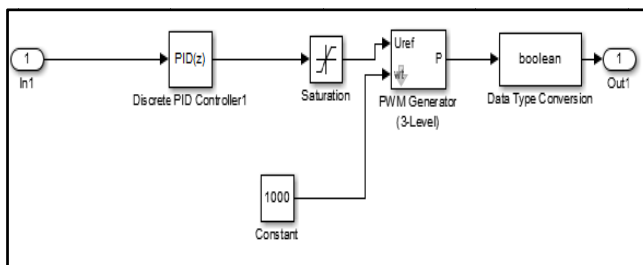 1
In1
PID(z)
Discrete PID Controller1
Saturation
Uref
wt
P
PWM Generator
(3-Level)
boolean
Data Type Conversion
1
Out1
1000
Constant